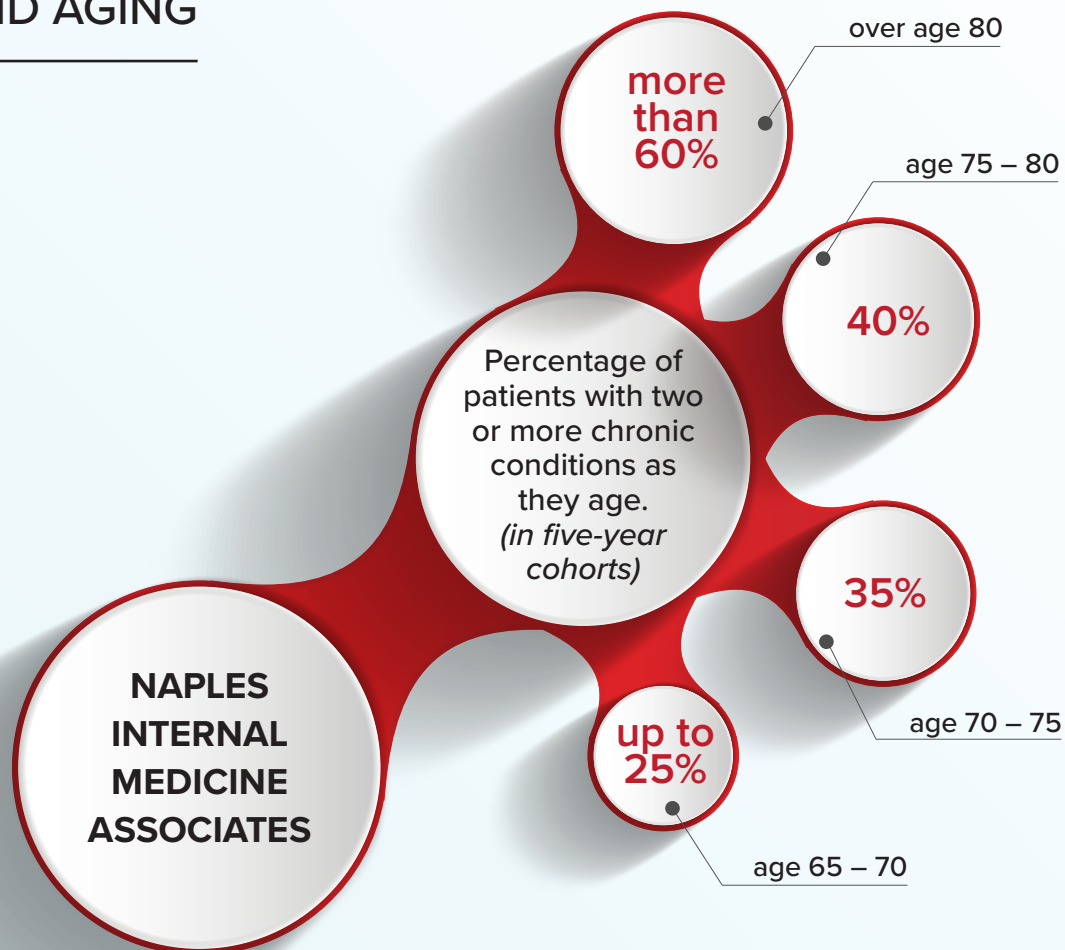 AGING
over age 80
more
than
60%
age 75 – 80
40%
Percentage of
patients with two
or more chronic
conditions as
they age.
(in five-year
cohorts)
35%
age 70 – 75
up to
25%
age 65 – 70
NAPLES
INTERNAL
MEDICINE
ASSOCIATES